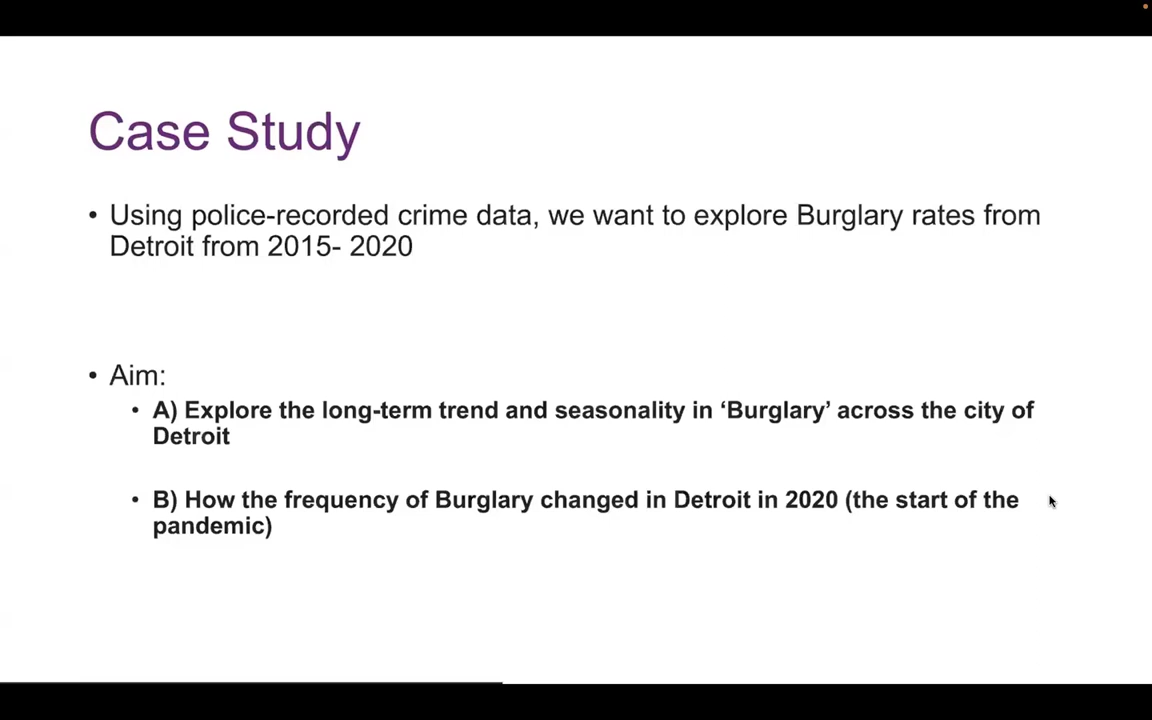 Case Study
• Using police-recorded crime data, we want to explore Burglary rates from
Detroit from 2015- 2020
• Aim:
• A) Explore the long-term trend and seasonality in ‘Burglary’ across the city of
Detroit
• B) How the frequency of Burglary changed in Detroit in 2020 (the start of the
pandemic)